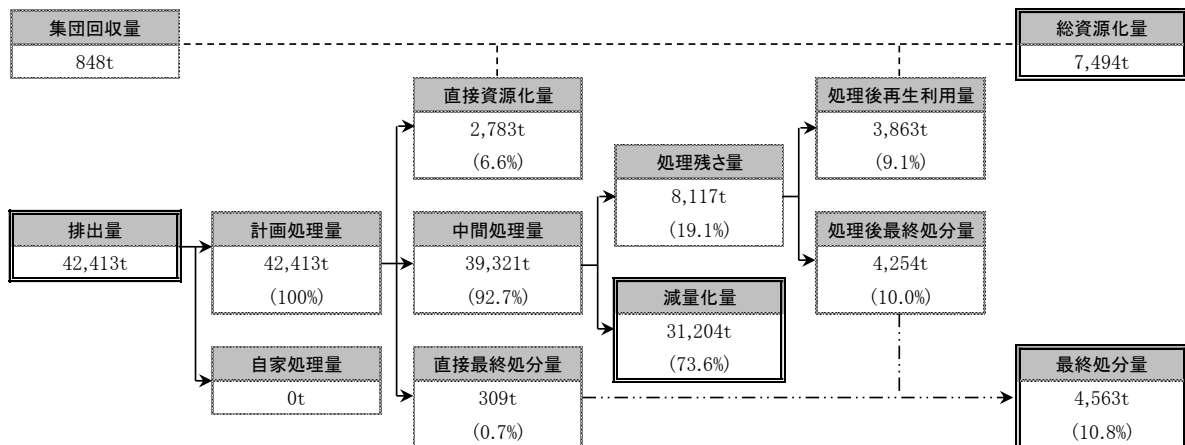 集団回収量
848t
総資源化量
7,494t
直接資源化量
2,783t
(6.6%)
処理後再生利用量
3,863t
(9.1%)
処理残さ量
8,117t
(19.1%)
排出量
42,413t
計画処理量
42,413t
(100%)
中間処理量
39,321t
(92.7%)
処理後最終処分量
4,254t
(10.0%)
減量化量
31,204t
(73.6%)
自家処理量
0t
直接最終処分量
309t
(0.7%)
最終処分量
4,563t
(10.8%)